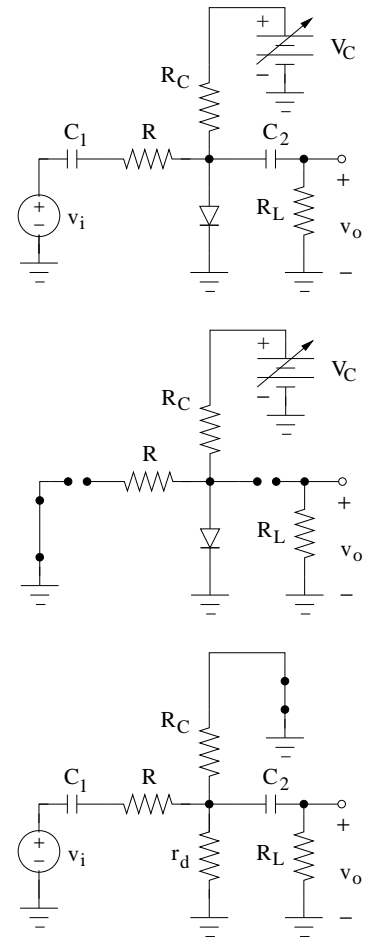 +
V_C
−
R_C
C_1
R
C_2
+
−
v_i
R_L
+
v_o
−
+
V_C
−
R_C
R
R_L
+
v_o
−
R_C
C_1
R
C_2
+
−
v_i
r_d
R_L
+
v_o
−